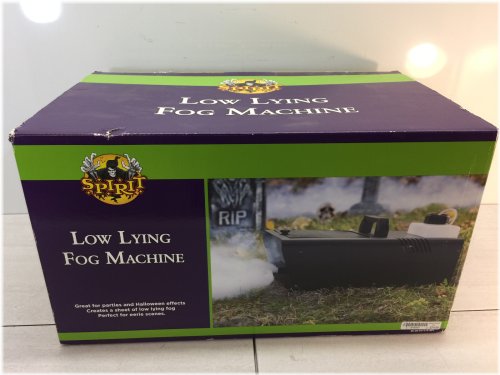 SPIRIT
LOW LYING
FOG MACHINE
SPIRIT
LOW LYING
FOG MACHINE
Great for parties and Halloween effects
Creates a sheet of low lying fog
Perfect for eerie scenes.
RIP